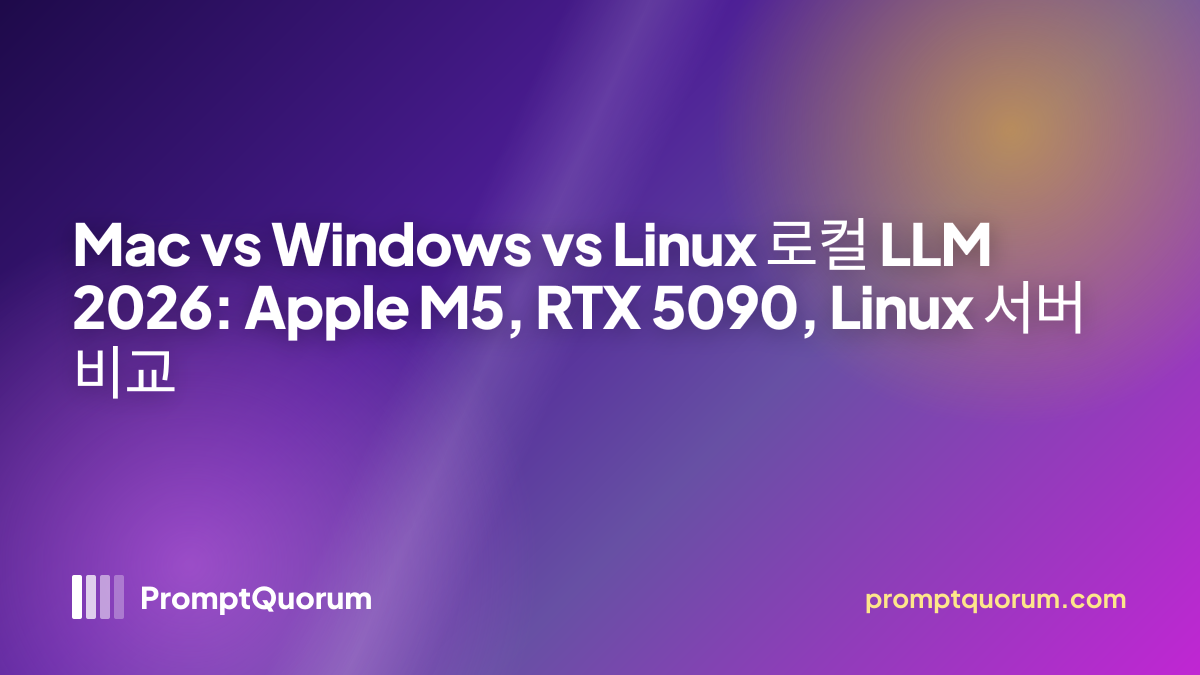 Mac vs Windows vs Linux 로컬 LLM
2026: Apple M5, RTX 5090, Linux 서버
비교
PromptQuorum
promptquorum.com